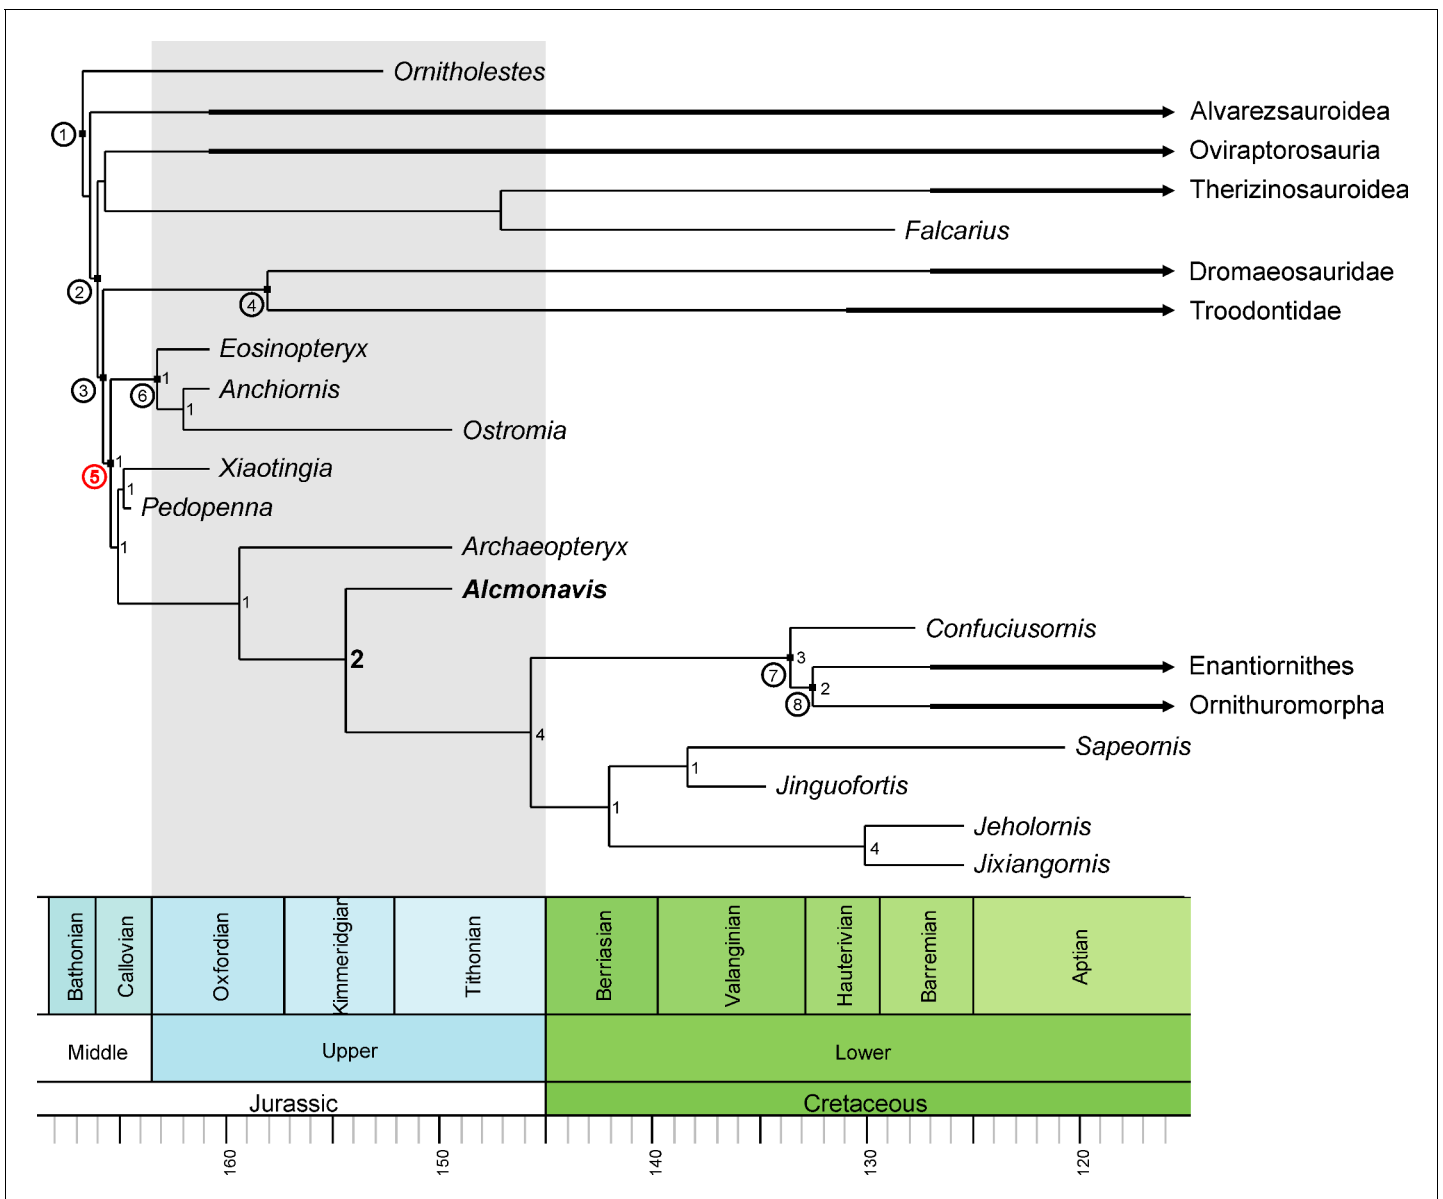 Ornitholestes
1
Alvarezsauroidea
Oviraptorosauria
Therizinosauroidea
Falcarius
2
Dromaeosauridae
4
Troodontidae
Eosinopteryx
3
6
1
Anchiornis
1
Ostromia
5
1
Xiaotingia
1
Pedopenna
1
Archaeopteryx
Alcmonavis
1
2
Confuciusornis
7
3
Enantiornithes
8
2
Ornithuromorpha
4
Sapeornis
1
Jinguofortis
1
Jeholornis
4
Jixiangornis
Bathonian
Callovian
Oxfordian
Kimmeridgian
Tithonian
Berriasian
Valanginian
Hauterivian
Barremian
Aptian
Middle
Upper
Lower
Jurassic
Cretaceous
160
150
140
130
120